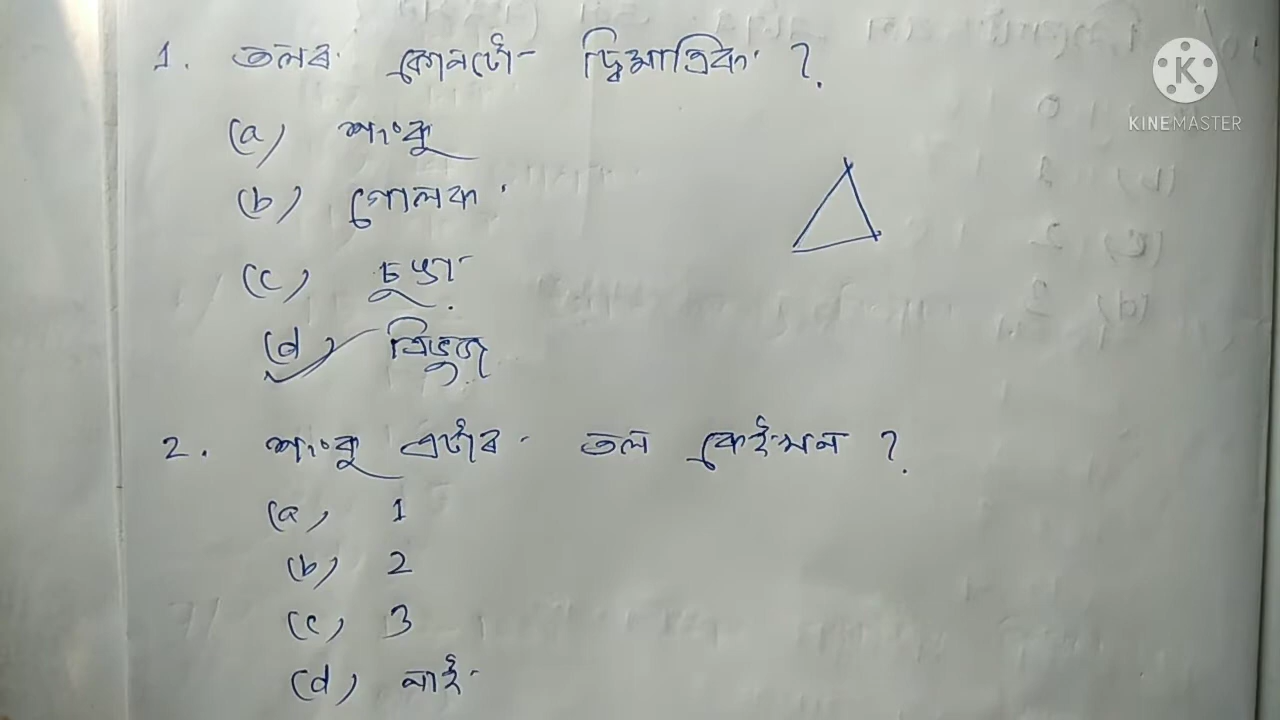 1. তলৰ কোনটো দ্বিমাত্রিক ?
(a) শংকু
(b) গোলক
(c) চুঙা
(d) ত্রিভুজ
2. শংকু এটাৰ তল কেইখন ?
(a) 1
(b) 2
(c) 3
(d) নাই
K
KINEMASTER